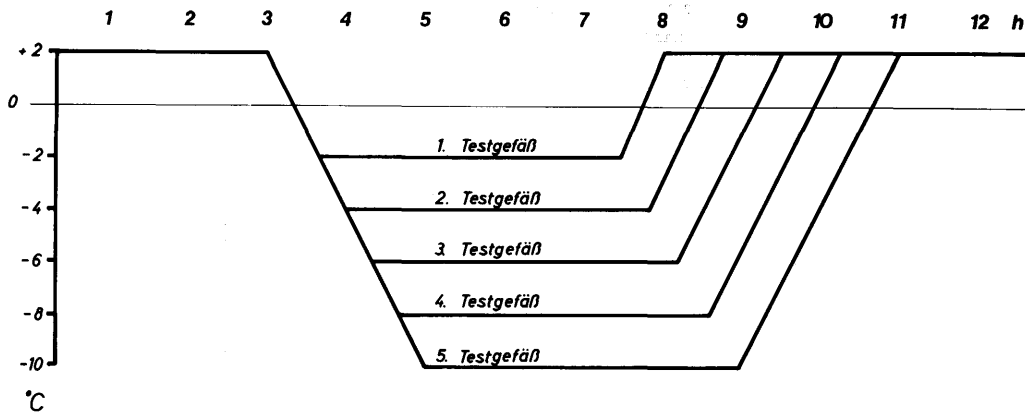 1 2 3 4 5 6 7 8 9 10 11 12 h
+2
0
-2
1. Testgefäß
-4
2. Testgefäß
-6
3. Testgefäß
-8
4. Testgefäß
-10
5. Testgefäß
°C